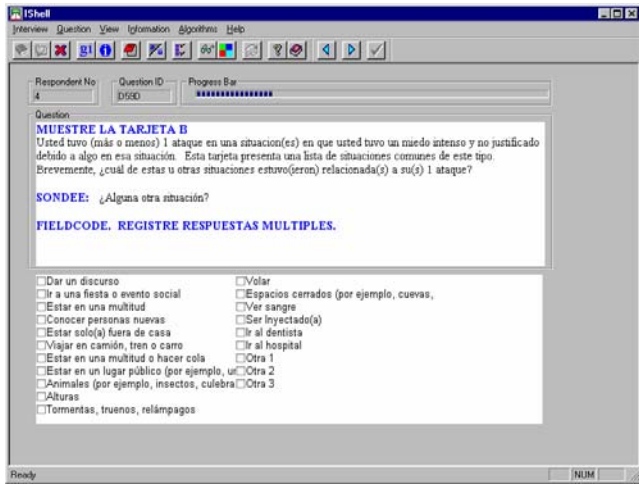 IShell
Interview Question View Information Algorithms Help
Respondent No
4
Question ID
D59D
Progress Bar
Question
MUESTRE LA TARJETA B
Usted tuvo (más o menos) 1 ataque en una situacion(es) en que usted tuvo un miedo intenso y no justificado
debido a algo en esa situación. Esta tarjeta presenta una lista de situaciones comunes de este tipo.
Brevemente, ¿cuál de estas u otras situaciones estuvo(ieron) relacionada(s) a su(s) 1 ataque?
SONDEE: ¿Alguna otra situación?
FIELDCODE. REGISTRE RESPUESTAS MULTIPLES.
Dar un discurso
Ir a una fiesta o evento social
Estar en una multitud
Conocer personas nuevas
Estar solo(a) fuera de casa
Viajar en camión, tren o carro
Estar en una multitud o hacer cola
Estar en un lugar público (por ejemplo, ur
Animales (por ejemplo, insectos, culebra
Alturas
Tormentas, truenos, relámpagos
Volar
Espacios cerrados (por ejemplo, cuevas,
Ver sangre
Ser Inyectado(a)
Ir al dentista
Ir al hospital
Otra 1
Otra 2
Otra 3
Ready
NUM